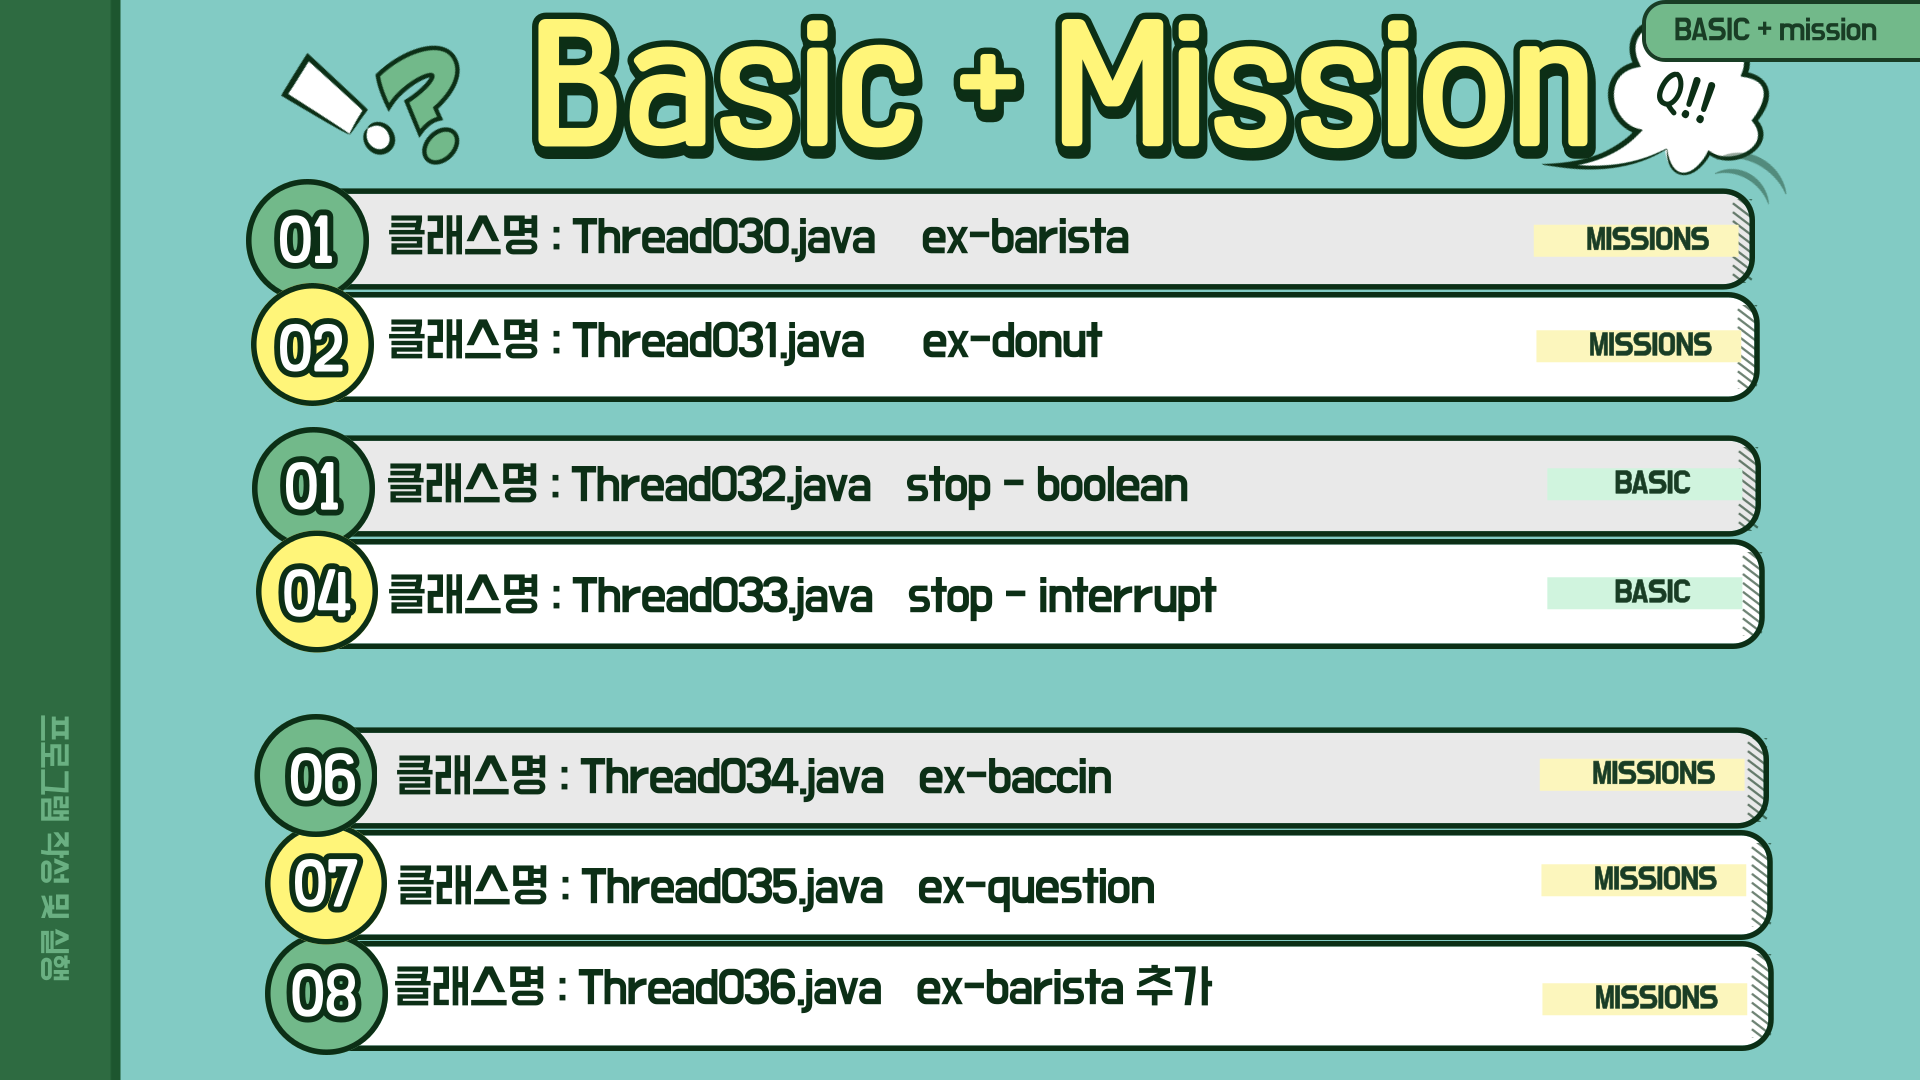 Basic + Mission
BASIC + mission
Q!!
!?
01 클래스명 : Thread030.java ex-barista MISSIONS
02 클래스명 : Thread031.java ex-donut MISSIONS
01 클래스명 : Thread032.java stop - boolean BASIC
04 클래스명 : Thread033.java stop - interrupt BASIC
06 클래스명 : Thread034.java ex-baccin MISSIONS
07 클래스명 : Thread035.java ex-question MISSIONS
08 클래스명 : Thread036.java ex-barista 추가 MISSIONS
프로그램 작성 및 실행